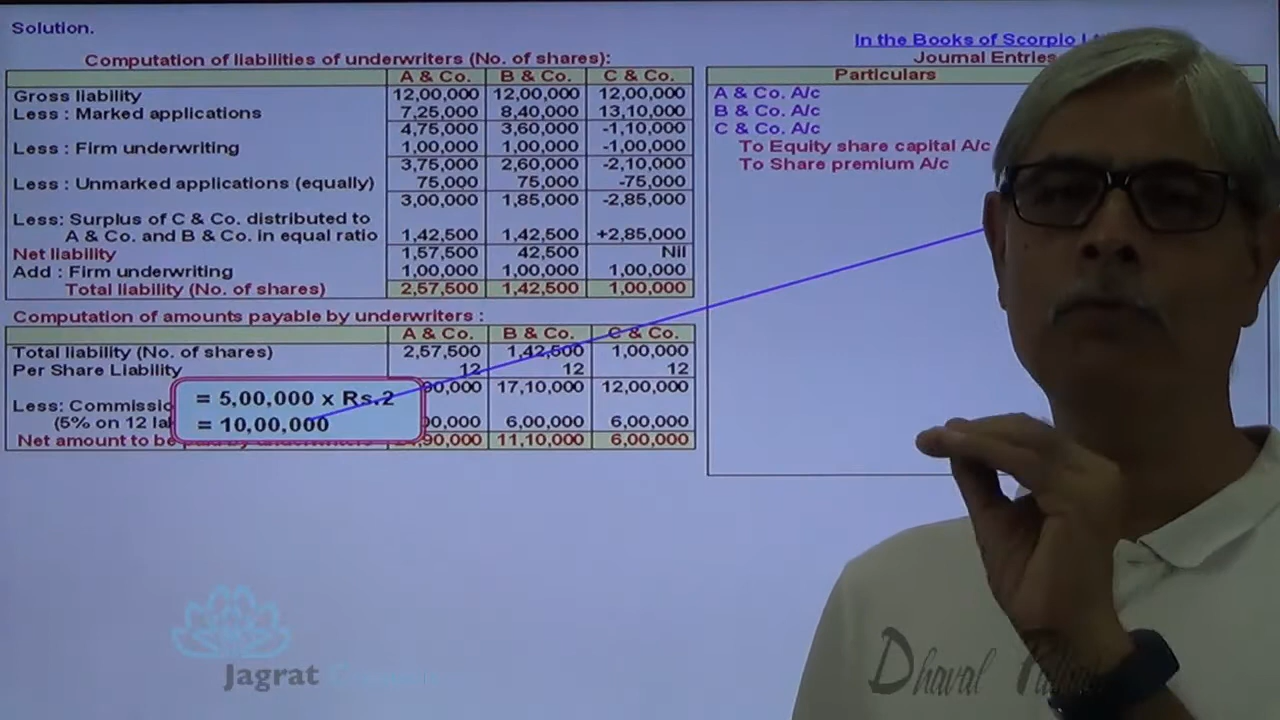 Solution.
Computation of liabilities of underwriters (No. of shares):
A & Co. B & Co. C & Co.
Gross liability 12,00,000 12,00,000 12,00,000
Less : Marked applications 7,25,000 8,40,000 13,10,000
4,75,000 3,60,000 -1,10,000
Less : Firm underwriting 1,00,000 1,00,000 -1,00,000
3,75,000 2,60,000 -2,10,000
Less : Unmarked applications (equally) 75,000 75,000 -75,000
3,00,000 1,85,000 -2,85,000
Less: Surplus of C & Co. distributed to
A & Co. and B & Co. in equal ratio 1,42,500 1,42,500 +2,85,000
Net liability 1,57,500 42,500 Nil
Add : Firm underwriting 1,00,000 1,00,000 1,00,000
Total liability (No. of shares) 2,57,500 1,42,500 1,00,000
Computation of amounts payable by underwriters :
A & Co. B & Co. C & Co.
Total liability (No. of shares) 2,57,500 1,42,500 1,00,000
Per Share Liability 12 12 12
00,000 17,10,000 12,00,000
Less: Commissio
(5% on 12 la 00,000 6,00,000 6,00,000
Net amount to be ,90,000 11,10,000 6,00,000
= 5,00,000 x Rs.2
= 10,00,000
In the Books of Scorpio
Journal Entries
Particulars
A & Co. A/c
B & Co. A/c
C & Co. A/c
To Equity share capital A/c
To Share premium A/c
Jagrat
Dhaval